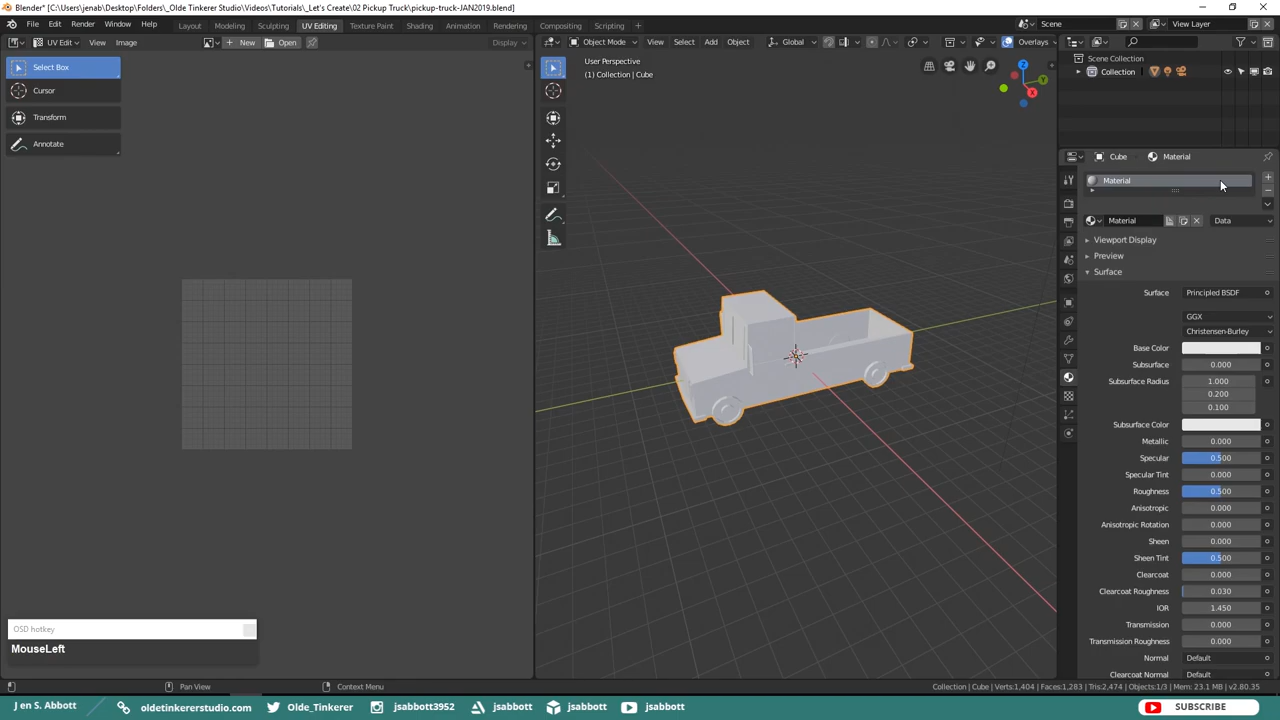 Blender* [C:\Users\jenab\Desktop\Folders\_Olde Tinkerer Studio\Videos\Tutorials\_Let's Create\02 Pickup Truck\pickup-truck-JAN2019.blend]
File Edit Render Window Help Layout Modeling Sculpting UV Editing Texture Paint Shading Animation Rendering Compositing Scripting Scene View Layer
UV Edit View Image New Open Display Object Mode View Select Add Object Global Overlays
Select Box
Cursor
Transform
Annotate
User Perspective
(1) Collection | Cube
Z
Y
X
Scene Collection
Collection
Cube Material
Material
Material Data
Viewport Display
Preview
Surface
Surface Principled BSDF
GGX
Christensen-Burley
Base Color
Subsurface 0.000
Subsurface Radius 1.000
0.200
0.100
Subsurface Color
Metallic 0.000
Specular 0.500
Specular Tint 0.000
Roughness 0.500
Anisotropic 0.000
Anisotropic Rotation 0.000
Sheen 0.000
Sheen Tint 0.500
Clearcoat 0.000
Clearcoat Roughness 0.030
IOR 1.450
Transmission 0.000
Transmission Roughness 0.000
Normal Default
Clearcoat Normal Default
OSD hotkey
MouseLeft
Pan View Context Menu Collection | Cube | Verts:1,404 | Faces:1,283 | Tris:2,474 | Objects:1/3 | Mem: 23.1 MB | v2.80.35
J en S. Abbott oldetinkererstudio.com Olde_Tinkerer jsabbott3952 jsabbott jsabbott jsabbott SUBSCRIBE